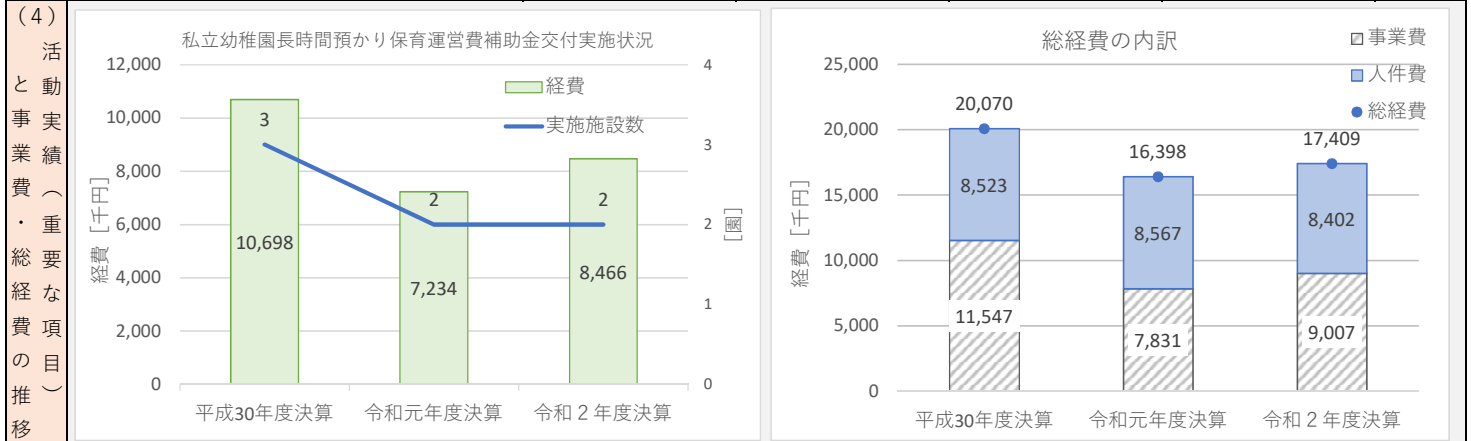 (4)
活動実績(重要な項目)
と事業費・総経費の推移
私立幼稚園長時間預かり保育運営費補助金交付実施状況
経費
実施施設数
12,000
10,000
8,000
6,000
4,000
2,000
0
経費 [千円]
4
3
2
1
0
[園]
3
2
2
10,698
7,234
8,466
平成30年度決算
令和元年度決算
令和2年度決算
総経費の内訳
事業費
人件費
総経費
25,000
20,000
15,000
10,000
5,000
0
経費 [千円]
20,070
16,398
17,409
8,523
8,567
8,402
11,547
7,831
9,007
平成30年度決算
令和元年度決算
令和2年度決算